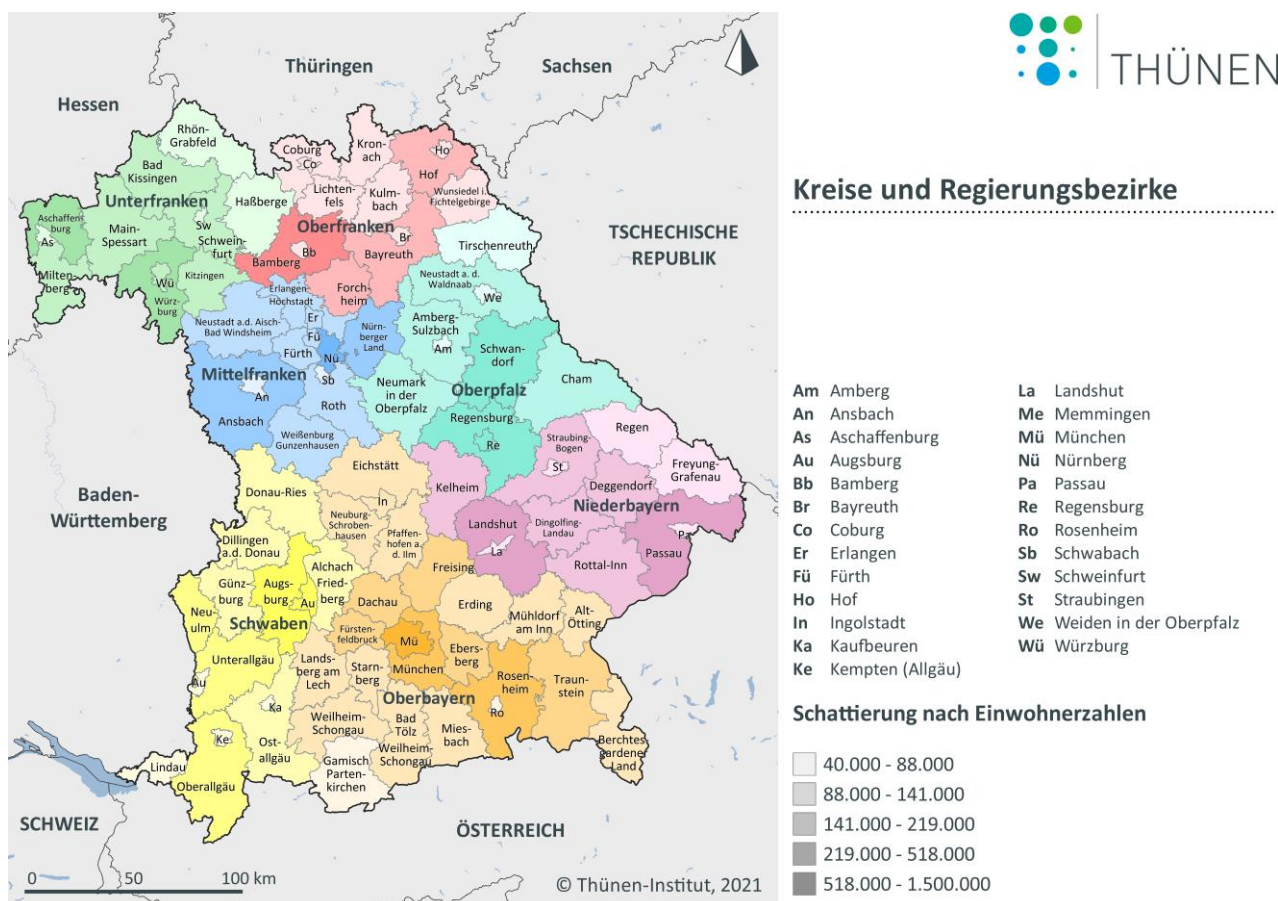 Thüringen
Sachsen
Hessen
Rhön-
Grabfeld
Coburg
Co
Kron-
ach
Ho
Hof
Bad
Kissingen
Lichten-
fels
Kulm-
bach
Wunsiedel i.
Fichtelgebirge
Unterfranken
Haßberge
Aschaffen
burg
As
Main-
Spessart
Sw
Schwein-
furt
Oberfranken
Bb
Bamberg
Br
Bayreuth
Tirschenreuth
TSCHECHISCHE
REPUBLIK
Milten
berg
Wü
Würz-
burg
Kitzingen
Forch-
heim
Neustadt a. d.
Waldnaab
We
Erlangen-
Höchstadt
Er
Neustadt a.d. Aisch-
Bad Windsheim
Fü
Fürth
Nü
Nürn-
berger
Land
Amberg-
Sulzbach
Am
Schwan-
dorf
Mittelfranken
An
Ansbach
Sb
Roth
Neumark
in der
Oberpfalz
Oberpfalz
Cham
Weißenburg
Gunzenhausen
Regensburg
Re
Regen
Straubing-
Bogen
St
Freyung-
Grafenau
Eichstätt
Kelheim
Deggendorf
Niederbayern
Baden-
Württemberg
Donau-Ries
In
Neuburg-
Schroben-
hausen
Pfaffen-
hofen a.
d. Ilm
Landshut
La
Dingolfing-
Landau
Pa
Passau
Rottal-Inn
Dillingen
a.d. Donau
Alchach
Fried-
berg
Freising
Günz-
burg
Augs-
burg
Au
Dachau
Erding
Mühldorf
am Inn
Alt-
Ötting
Neu-
ulm
Schwaben
Fürsten-
feldbruck
Mü
München
Ebers-
berg
Unterallgäu
Lands-
berg am
Lech
Starn-
berg
Rosen-
heim
Ro
Traun-
stein
Au
Ka
Oberbayern
Weilheim-
Schongau
Bad
Tölz
Mies-
bach
Ke
Ost-
allgäu
Weilheim-
Schongau
Berchtes
gardener
Land
Lindau
Oberallgäu
Gamisch
Parten-
kirchen
SCHWEIZ
ÖSTERREICH
0 50 100 km
© Thünen-Institut, 2021
THÜNEN
Kreise und Regierungsbezirke
Am Amberg
An Ansbach
As Aschaffenburg
Au Augsburg
Bb Bamberg
Br Bayreuth
Co Coburg
Er Erlangen
Fü Fürth
Ho Hof
In Ingolstadt
Ka Kaufbeuren
Ke Kempten (Allgäu)
La Landshut
Me Memmingen
Mü München
Nü Nürnberg
Pa Passau
Re Regensburg
Ro Rosenheim
Sb Schwabach
Sw Schweinfurt
St Straubingen
We Weiden in der Oberpfalz
Wü Würzburg
Schattierung nach Einwohnerzahlen
40.000 - 88.000
88.000 - 141.000
141.000 - 219.000
219.000 - 518.000
518.000 - 1.500.000